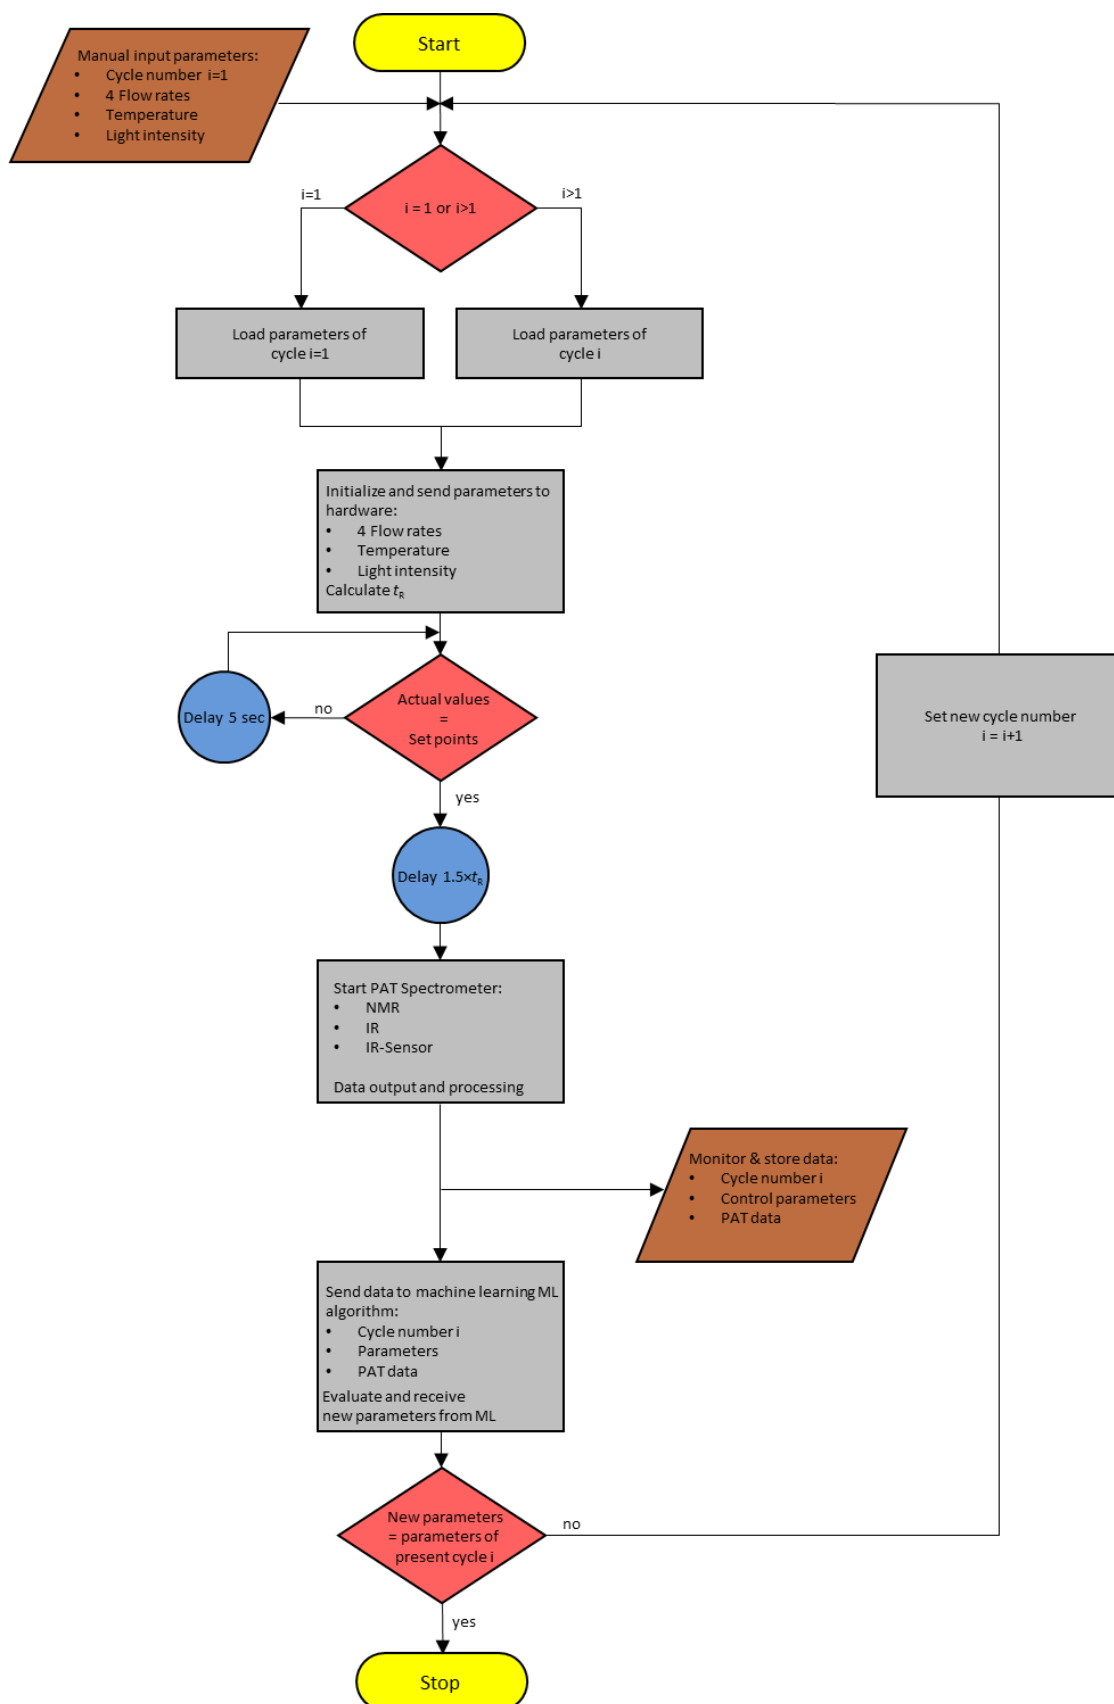 Start
Manual input parameters:
• Cycle number i=1
• 4 Flow rates
• Temperature
• Light intensity
i = 1 or i>1
i=1
i>1
Load parameters of
cycle i=1
Load parameters of
cycle i
Initialize and send parameters to
hardware:
• 4 Flow rates
• Temperature
• Light intensity
Calculate tR
Actual values
=
Set points
no
Delay 5 sec
yes
Delay 1.5×tR
Set new cycle number
i = i+1
Start PAT Spectrometer:
• NMR
• IR
• IR-Sensor
Data output and processing
Monitor & store data:
• Cycle number i
• Control parameters
• PAT data
Send data to machine learning ML
algorithm:
• Cycle number i
• Parameters
• PAT data
Evaluate and receive
new parameters from ML
New parameters
= parameters of
present cycle i
no
yes
Stop